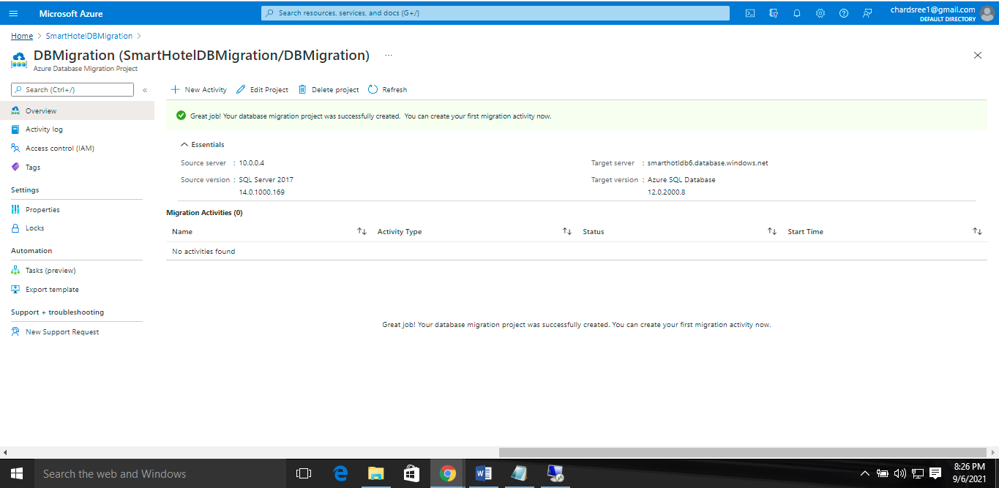 Microsoft Azure
Search resources, services, and docs (G+/)
chardsree1@gmail.com
DEFAULT DIRECTORY
Home > SmartHotelDBMigration >
DBMigration (SmartHotelDBMigration/DBMigration) ...
Azure Database Migration Project
Search (Ctrl+/) «
Overview
Activity log
Access control (IAM)
Tags
Settings
Properties
Locks
Automation
Tasks (preview)
Export template
Support + troubleshooting
New Support Request
New Activity Edit Project Delete project Refresh
Great job! Your database migration project was successfully created. You can create your first migration activity now.
Essentials
Source server : 10.0.0.4
Source version : SQL Server 2017
14.0.1000.169
Target server : smarthotldb6.database.windows.net
Target version : Azure SQL Database
12.0.2000.8
Migration Activities (0)
Name Activity Type Status Start Time
No activities found
Great job! Your database migration project was successfully created. You can create your first migration activity now.
Search the web and Windows
8:26 PM
9/6/2021